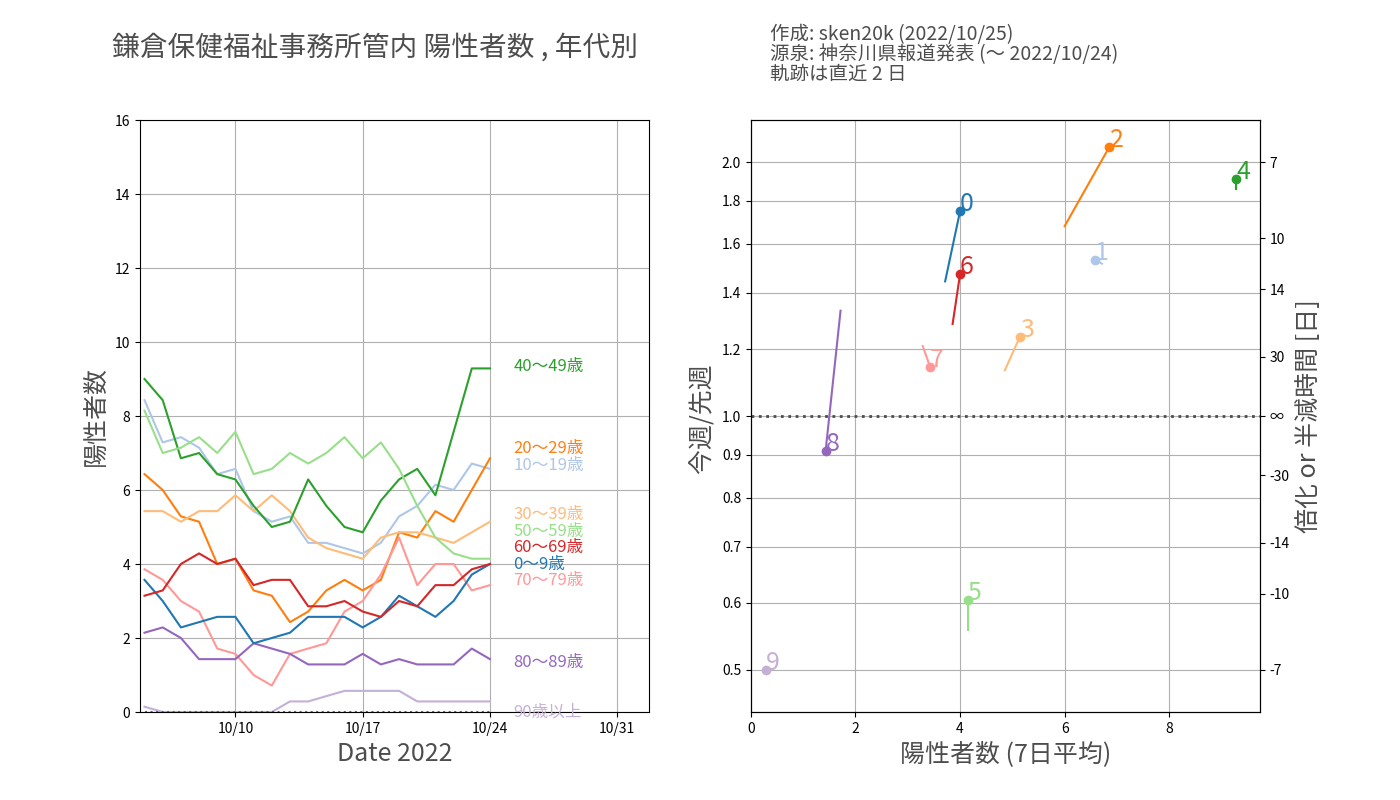 鎌倉保健福祉事務所管内 陽性者数 , 年代別
作成: sken20k (2022/10/25)
源泉: 神奈川県報道発表 (〜 2022/10/24)
軌跡は直近 2 日
陽性者数
16
14
12
10
8
6
4
2
0
40〜49歳
20〜29歳
10〜19歳
30〜39歳
50〜59歳
60〜69歳
0〜9歳
70〜79歳
80〜89歳
90歳以上
10/10
10/17
10/24
10/31
Date 2022
今週/先週
2.0
1.8
1.6
1.4
1.2
1.0
0.9
0.8
0.7
0.6
0.5
2
4
0
1
6
3
7
8
5
9
7
10
14
30
∞
-30
-14
-10
-7
倍化 or 半減時間 [日]
0
2
4
6
8
陽性者数 (7日平均)